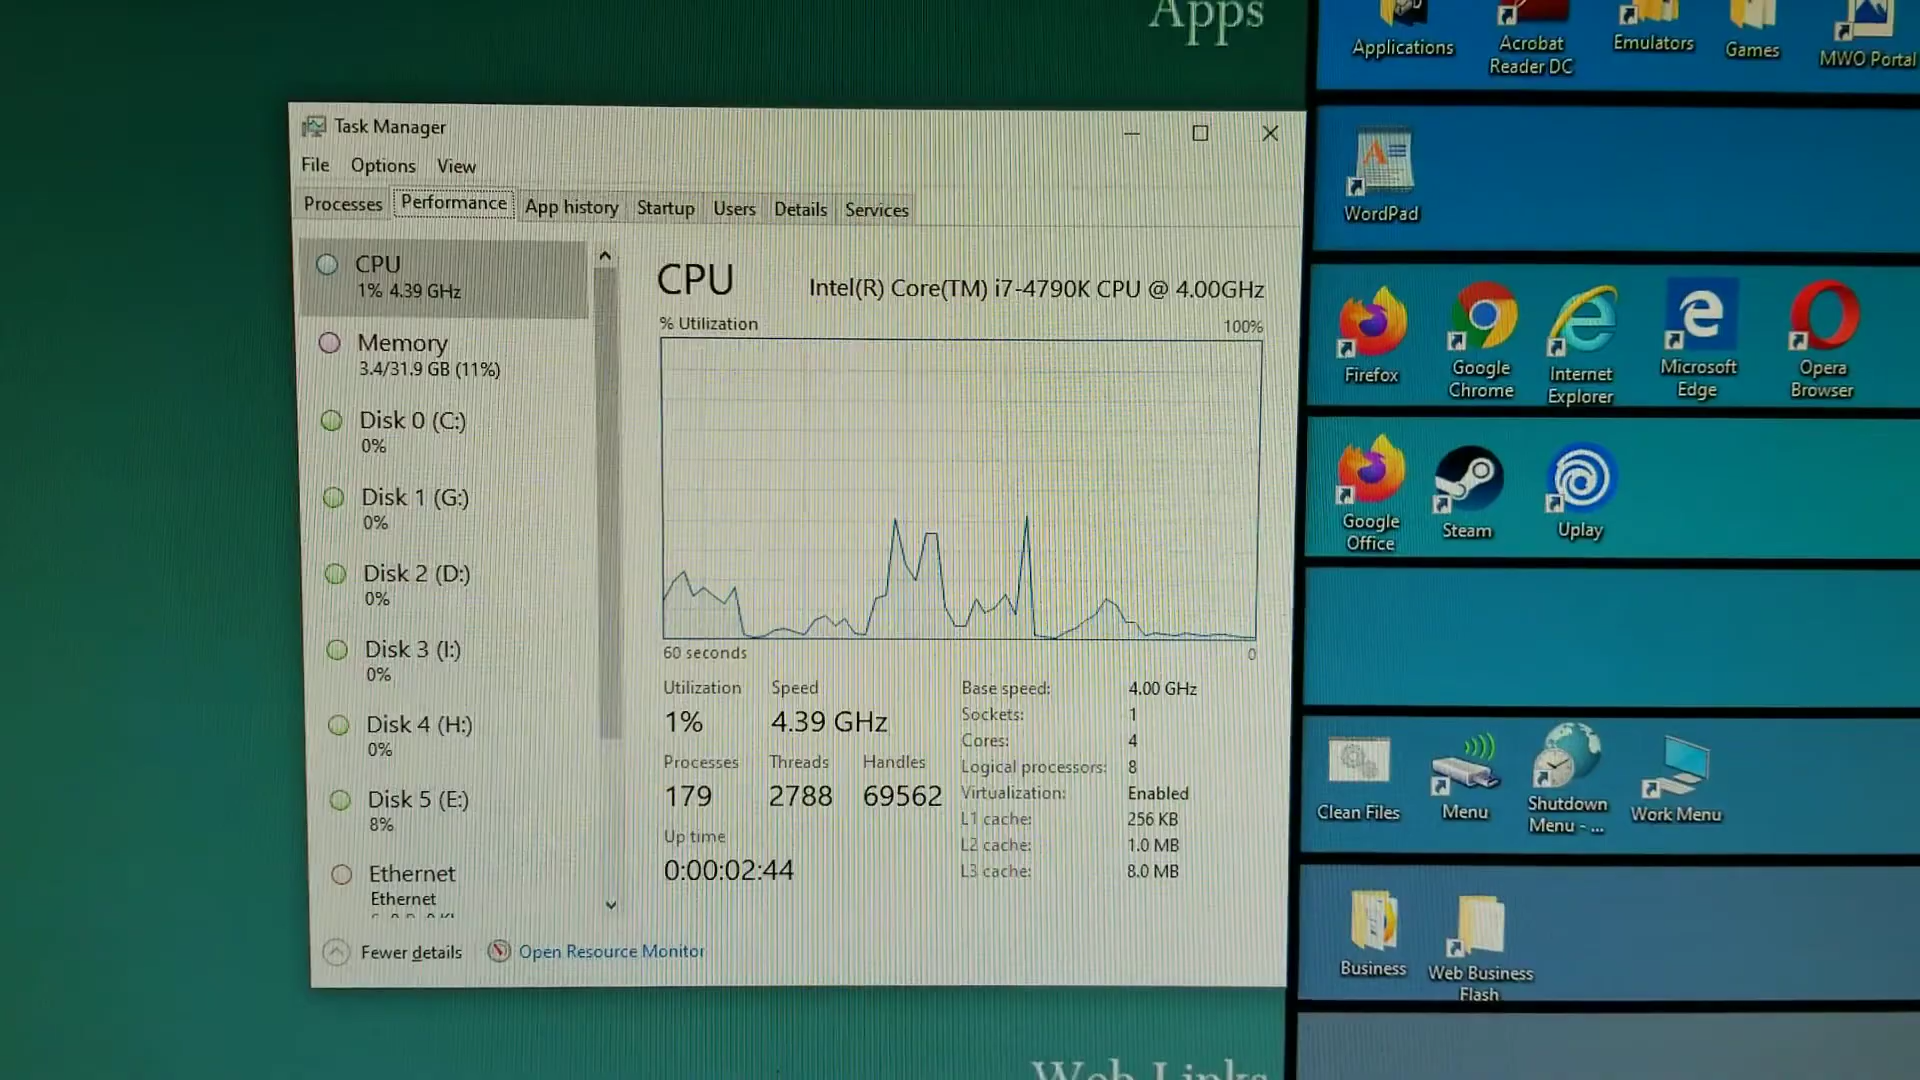 Apps
Applications
Acrobat
Reader DC
Emulators
Games
MWO Portal
Task Manager
File Options View
Processes Performance App history Startup Users Details Services
WordPad
CPU
1% 4.39 GHz
Memory
3.4/31.9 GB (11%)
Disk 0 (C:)
0%
Disk 1 (G:)
0%
Disk 2 (D:)
0%
Disk 3 (I:)
0%
Disk 4 (H:)
0%
Disk 5 (E:)
8%
Ethernet
Ethernet
CPU
Intel(R) Core(TM) i7-4790K CPU @ 4.00GHz
% Utilization 100%
60 seconds 0
Utilization Speed
1% 4.39 GHz
Processes Threads Handles
179 2788 69562
Up time
0:00:02:44
Base speed: 4.00 GHz
Sockets: 1
Cores: 4
Logical processors: 8
Virtualization: Enabled
L1 cache: 256 KB
L2 cache: 1.0 MB
L3 cache: 8.0 MB
Fewer details Open Resource Monitor
Firefox
Google
Chrome
Internet
Explorer
Microsoft
Edge
Opera
Browser
Google
Office
Steam
Uplay
Clean Files
Menu
Shutdown
Menu - ...
Work Menu
Business
Web Business
Flash
Web Links